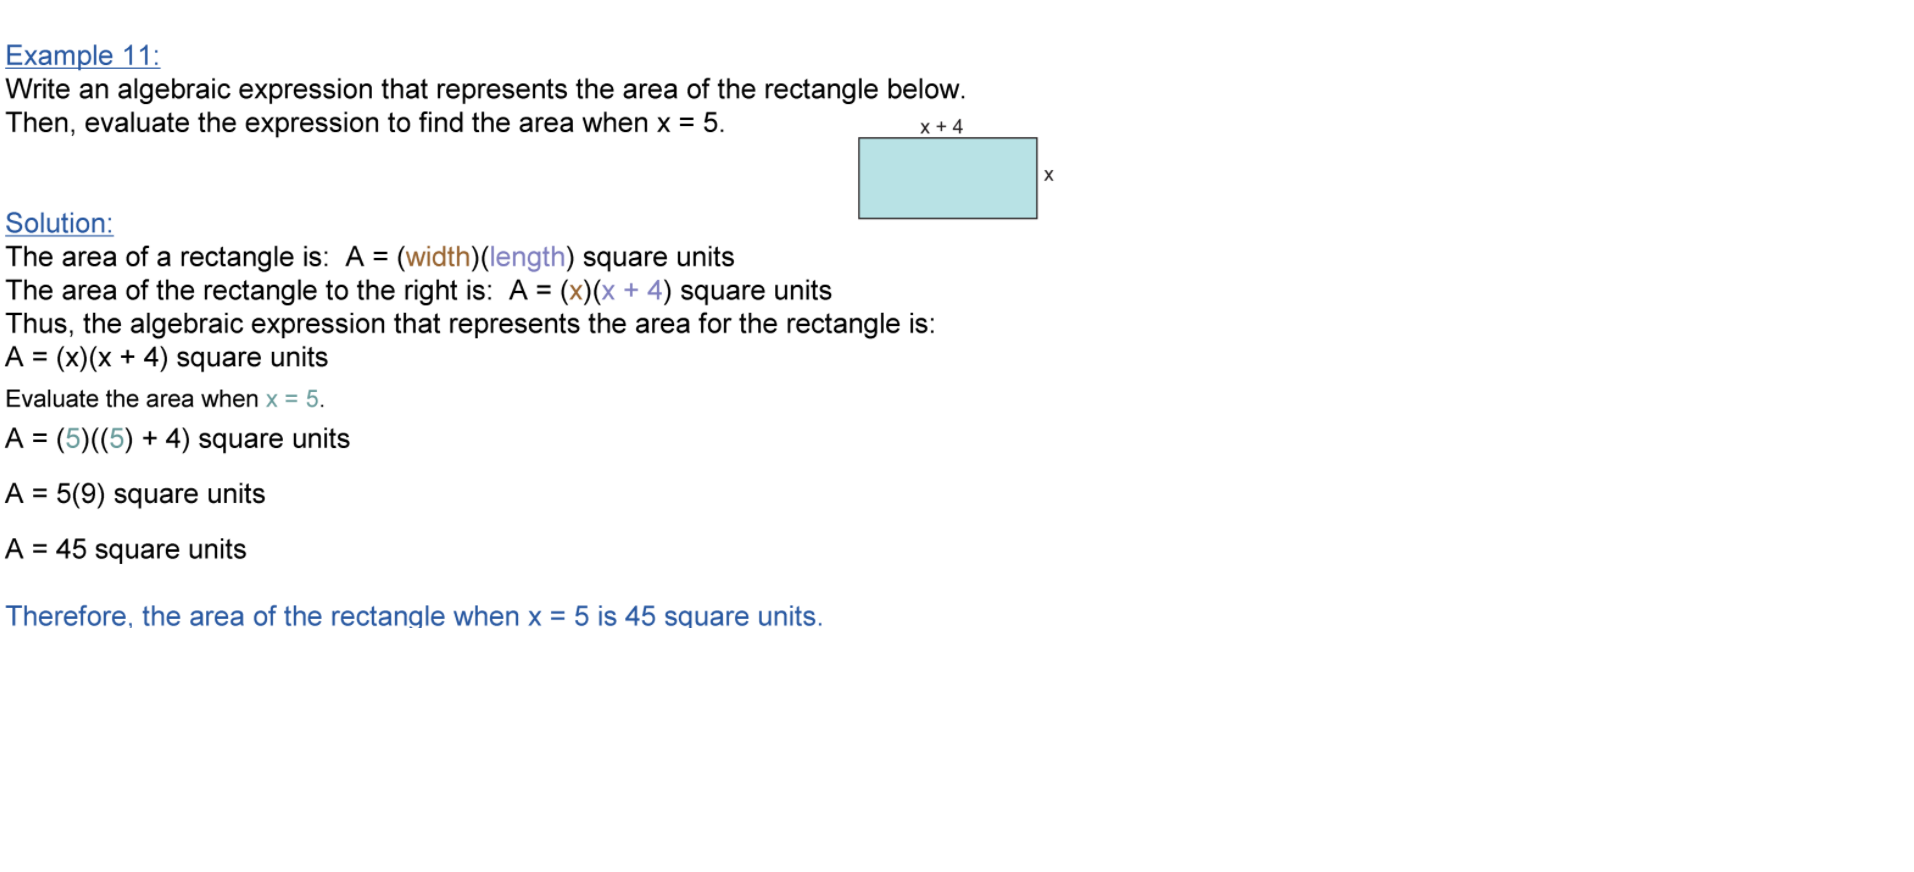 Example 11:
Write an algebraic expression that represents the area of the rectangle below.
Then, evaluate the expression to find the area when x = 5.
x + 4
x
Solution:
The area of a rectangle is:  A = (width)(length) square units
The area of the rectangle to the right is:  A = (x)(x + 4) square units
Thus, the algebraic expression that represents the area for the rectangle is:
A = (x)(x + 4) square units
Evaluate the area when x = 5.
A = (5)((5) + 4) square units
A = 5(9) square units
A = 45 square units
Therefore, the area of the rectangle when x = 5 is 45 square units.